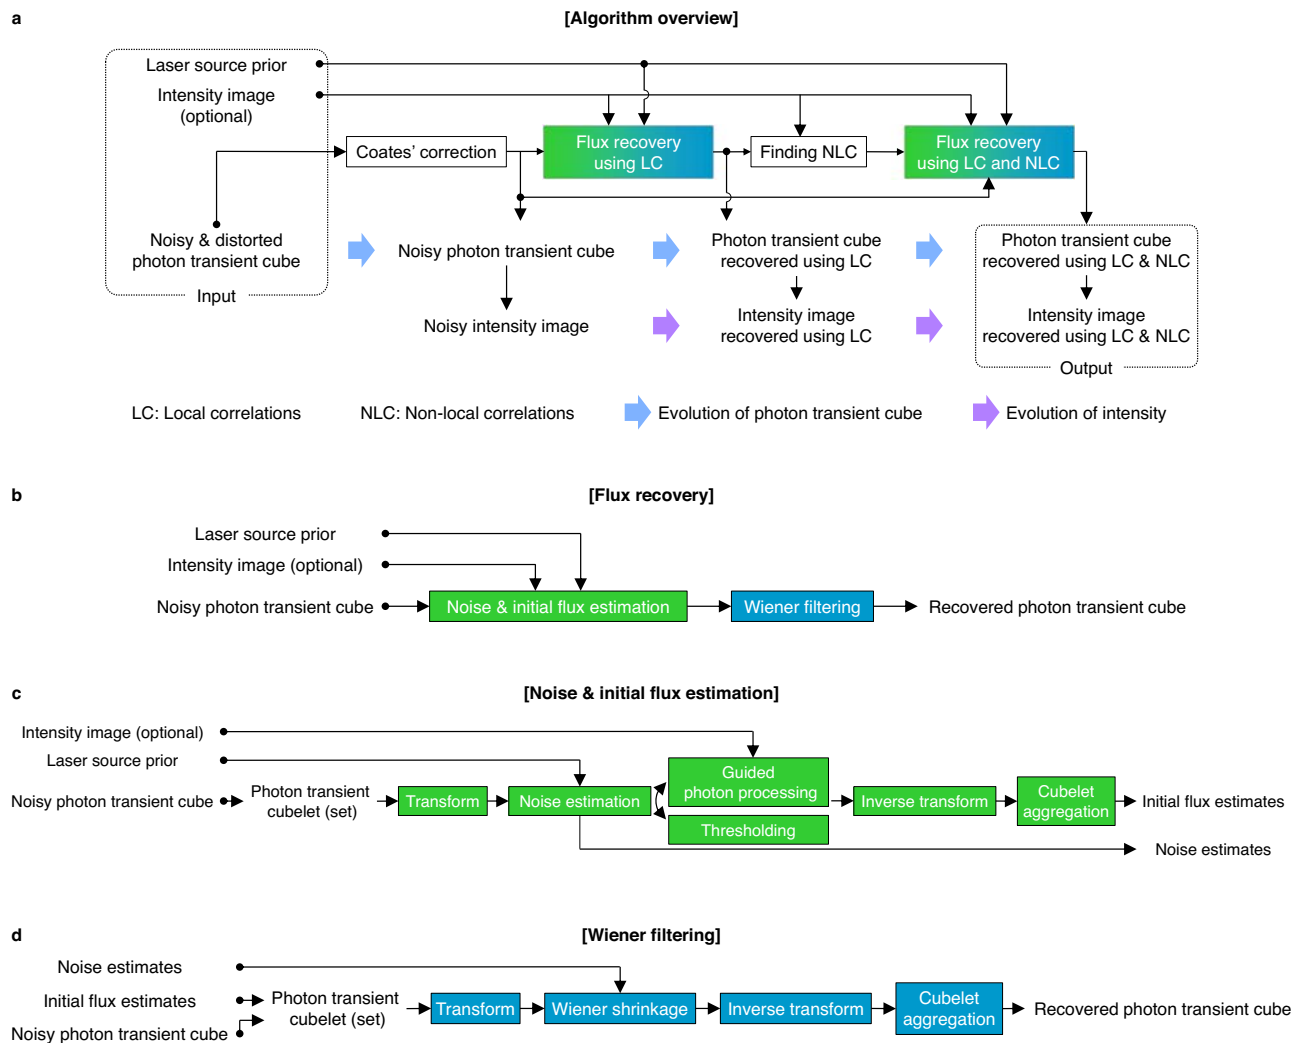 a
[Algorithm overview]
Laser source prior
Intensity image
(optional)
Coates' correction
Flux recovery
using LC
Finding NLC
Flux recovery
using LC and NLC
Noisy & distorted
photon transient cube
Input
Noisy photon transient cube
Photon transient cube
recovered using LC
Photon transient cube
recovered using LC & NLC
Noisy intensity image
Intensity image
recovered using LC
Intensity image
recovered using LC & NLC
Output
LC: Local correlations
NLC: Non-local correlations
Evolution of photon transient cube
Evolution of intensity
b
[Flux recovery]
Laser source prior
Intensity image (optional)
Noisy photon transient cube
Noise & initial flux estimation
Wiener filtering
Recovered photon transient cube
c
[Noise & initial flux estimation]
Intensity image (optional)
Laser source prior
Noisy photon transient cube
Photon transient
cubelet (set)
Transform
Noise estimation
Guided
photon processing
Thresholding
Inverse transform
Cubelet
aggregation
Initial flux estimates
Noise estimates
d
[Wiener filtering]
Noise estimates
Initial flux estimates
Noisy photon transient cube
Photon transient
cubelet (set)
Transform
Wiener shrinkage
Inverse transform
Cubelet
aggregation
Recovered photon transient cube